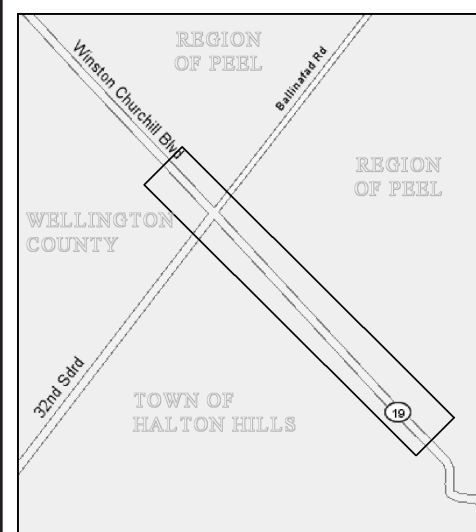 REGION
OF PEEL
Winston Churchill Blvd
Ballinafad Rd
REGION
OF PEEL
WELLINGTON
COUNTY
32nd Sdrd
TOWN OF
HALTON HILLS
19